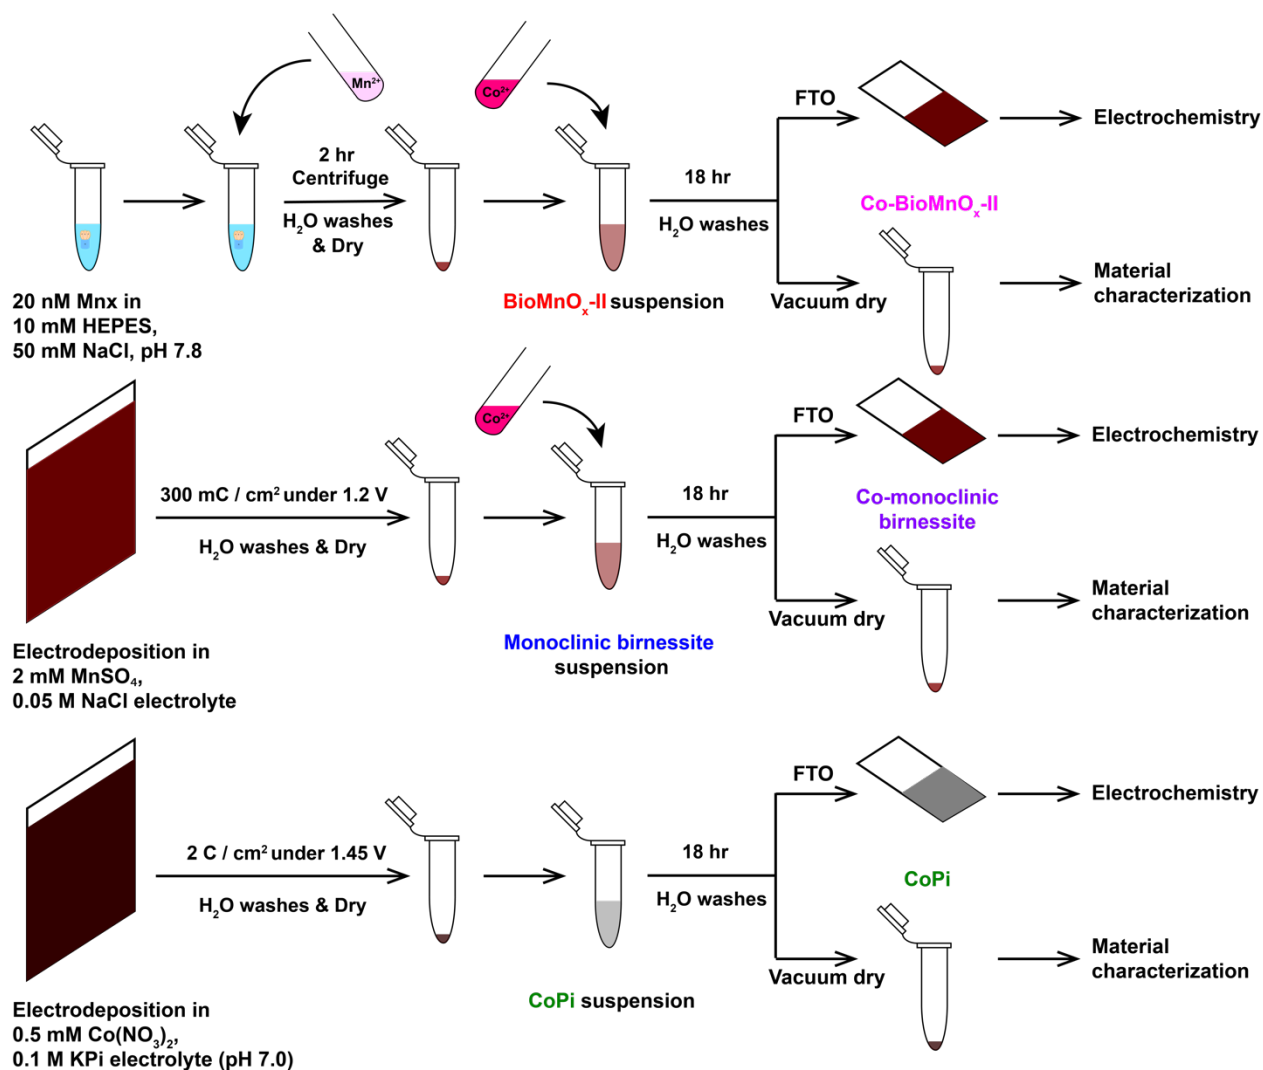 Mn²⁺
Co²⁺
FTO
Electrochemistry
2 hr
Centrifuge
H₂O washes
& Dry
18 hr
H₂O washes
Co-BioMnOₓ-II
Vacuum dry
Material
characterization
20 nM Mnx in
10 mM HEPES,
50 mM NaCl, pH 7.8
BioMnOₓ-II suspension
Co²⁺
FTO
Electrochemistry
300 mC / cm² under 1.2 V
H₂O washes & Dry
18 hr
H₂O washes
Co-monoclinic
birnessite
Vacuum dry
Material
characterization
Monoclinic birnessite
suspension
Electrodeposition in
2 mM MnSO₄,
0.05 M NaCl electrolyte
FTO
Electrochemistry
2 C / cm² under 1.45 V
H₂O washes & Dry
18 hr
H₂O washes
CoPi
Vacuum dry
Material
characterization
CoPi suspension
Electrodeposition in
0.5 mM Co(NO₃)₂,
0.1 M KPi electrolyte (pH 7.0)